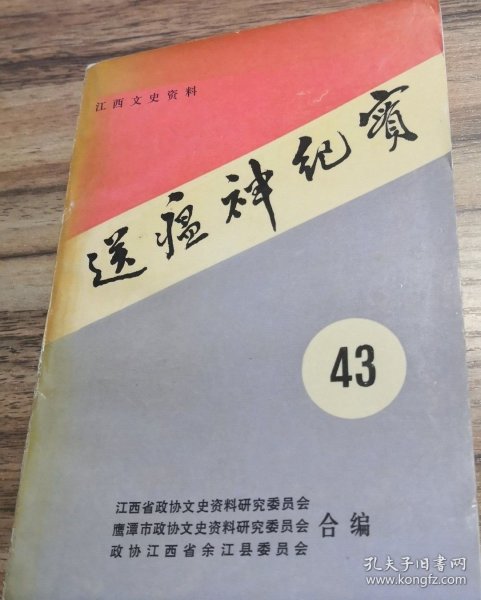 江西文史资料
送瘟神纪实
43
江西省政协文史资料研究委员会
鹰潭市政协文史资料研究委员会
政协江西省余江县委员会
合编
孔夫子旧书网
www.kongfz.com